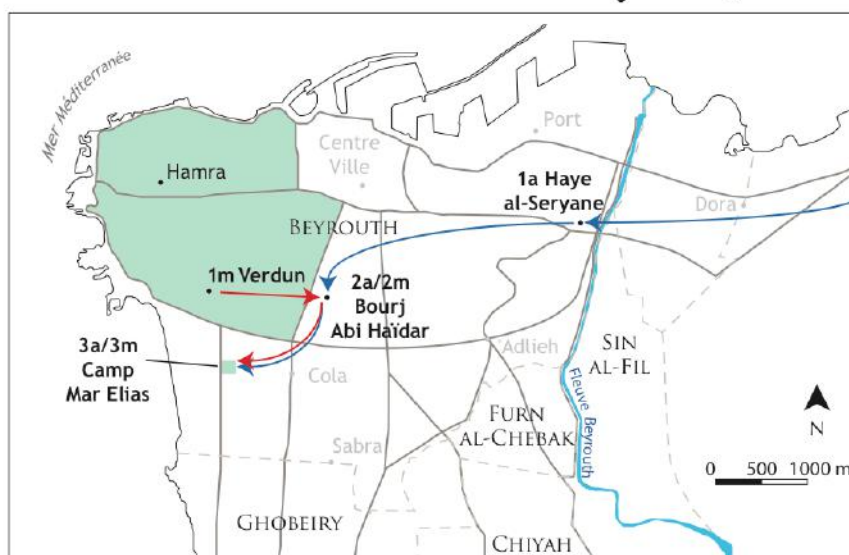 Mer Méditerranée
Hamra
Centre
Ville
Port
1a Haye
al-Seryane
Dora
BEYROUTH
1m Verdun
2a/2m
Bourj
Abi Haïdar
3a/3m
Camp
Mar Elias
Cola
Adlieh
SIN
AL-FIL
Fleuve Beyrouth
FURN
AL-CHEBAK
Sabra
N
0 500 1000 m
GHOBEIRY
CHIYAH